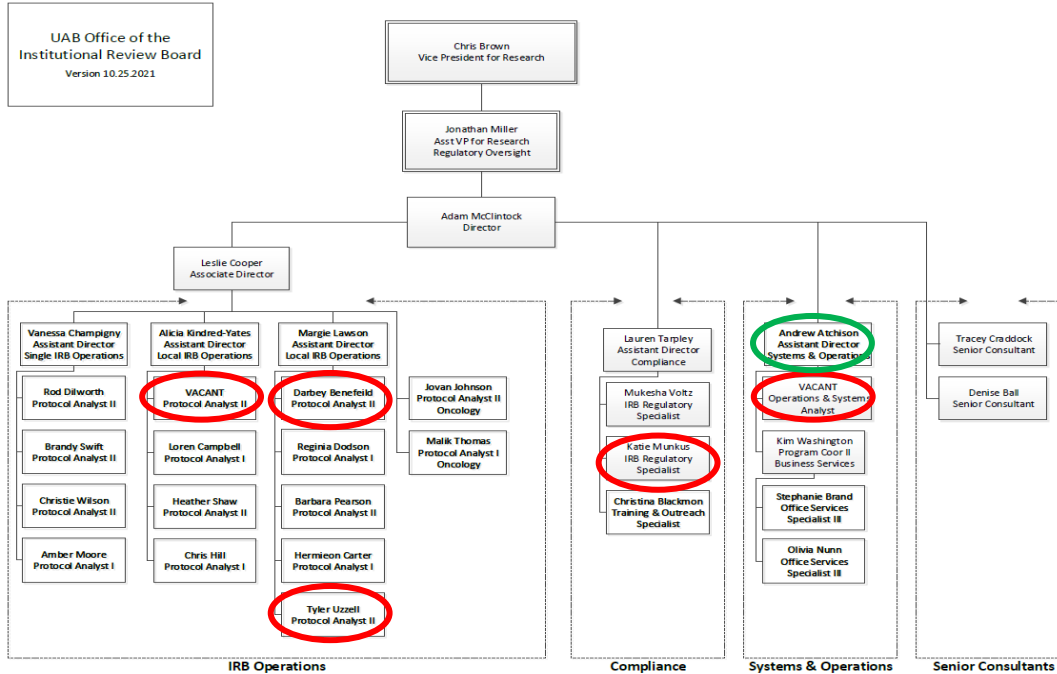 UAB Office of the
Institutional Review Board
Version 10.25.2021
Chris Brown
Vice President for Research
Jonathan Miller
Asst VP for Research
Regulatory Oversight
Adam McClintock
Director
Leslie Cooper
Associate Director
Vanessa Champigny
Assistant Director
Single IRB Operations
Rod Dilworth
Protocol Analyst II
Brandy Swift
Protocol Analyst II
Christie Wilson
Protocol Analyst II
Amber Moore
Protocol Analyst I
Alicia Kindred-Yates
Assistant Director
Local IRB Operations
VACANT
Protocol Analyst II
Loren Campbell
Protocol Analyst I
Heather Shaw
Protocol Analyst II
Chris Hill
Protocol Analyst I
Margie Lawson
Assistant Director
Local IRB Operations
Darbey Benefeild
Protocol Analyst II
Reginia Dodson
Protocol Analyst I
Barbara Pearson
Protocol Analyst II
Hermieon Carter
Protocol Analyst I
Tyler Uzzell
Protocol Analyst II
Jovan Johnson
Protocol Analyst II
Oncology
Malik Thomas
Protocol Analyst I
Oncology
IRB Operations
Lauren Tarpley
Assistant Director
Compliance
Mukesha Voltz
IRB Regulatory
Specialist
Katie Munkus
IRB Regulatory
Specialist
Christina Blackmon
Training & Outreach
Specialist
Compliance
Andrew Atchison
Assistant Director
Systems & Operations
VACANT
Operations & Systems
Analyst
Kim Washington
Program Coor II
Business Services
Stephanie Brand
Office Services
Specialist III
Olivia Nunn
Office Services
Specialist III
Systems & Operations
Tracey Craddock
Senior Consultant
Denise Ball
Senior Consultant
Senior Consultants